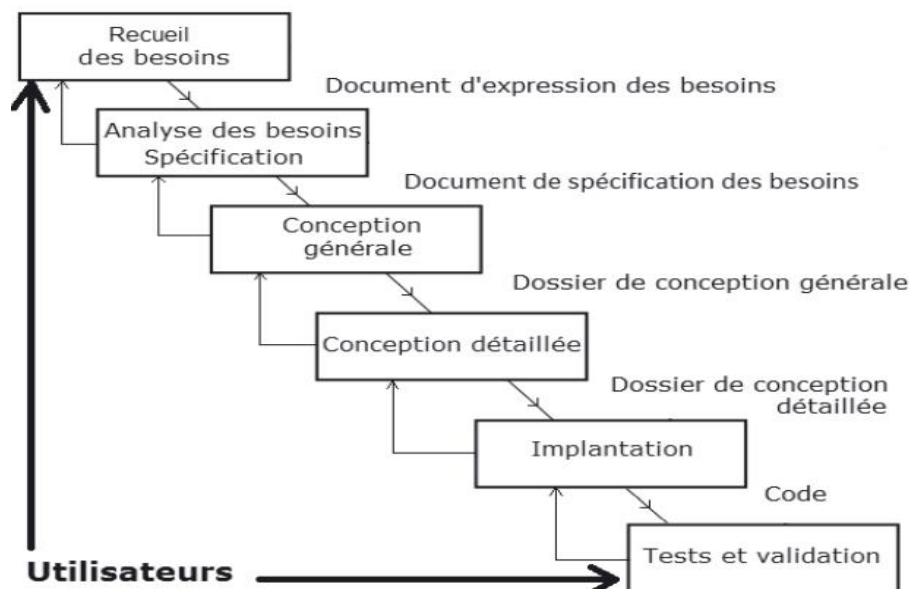 Recueil
des besoins
Document d'expression des besoins
Analyse des besoins
Spécification
Document de spécification des besoins
Conception
générale
Dossier de conception générale
Conception détaillée
Dossier de conception
détaillée
Implantation
Code
Tests et validation
Utilisateurs